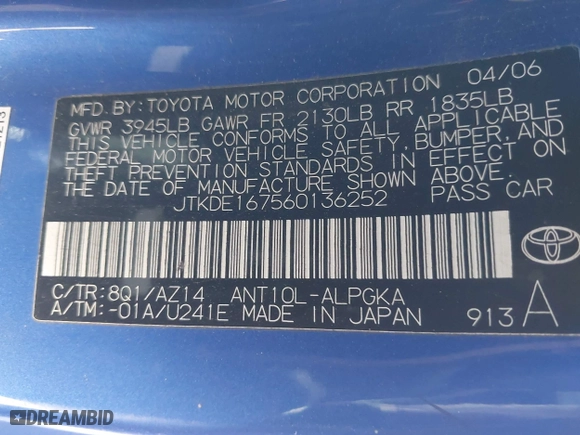 MFD. BY: TOYOTA MOTOR CORPORATION 04/06
GVWR 3945LB GAWR FR 2130LB RR 1835LB
THIS VEHICLE CONFORMS TO ALL APPLICABLE
FEDERAL MOTOR VEHICLE SAFETY, BUMPER, AND
THEFT PREVENTION STANDARDS IN EFFECT ON
THE DATE OF MANUFACTURE SHOWN ABOVE.
JTKDE167560136252 PASS CAR
C/TR: 8Q1/AZ14 ANT10L-ALPGKA
A/TM: -01A/U241E MADE IN JAPAN 913 A
DREAMBID